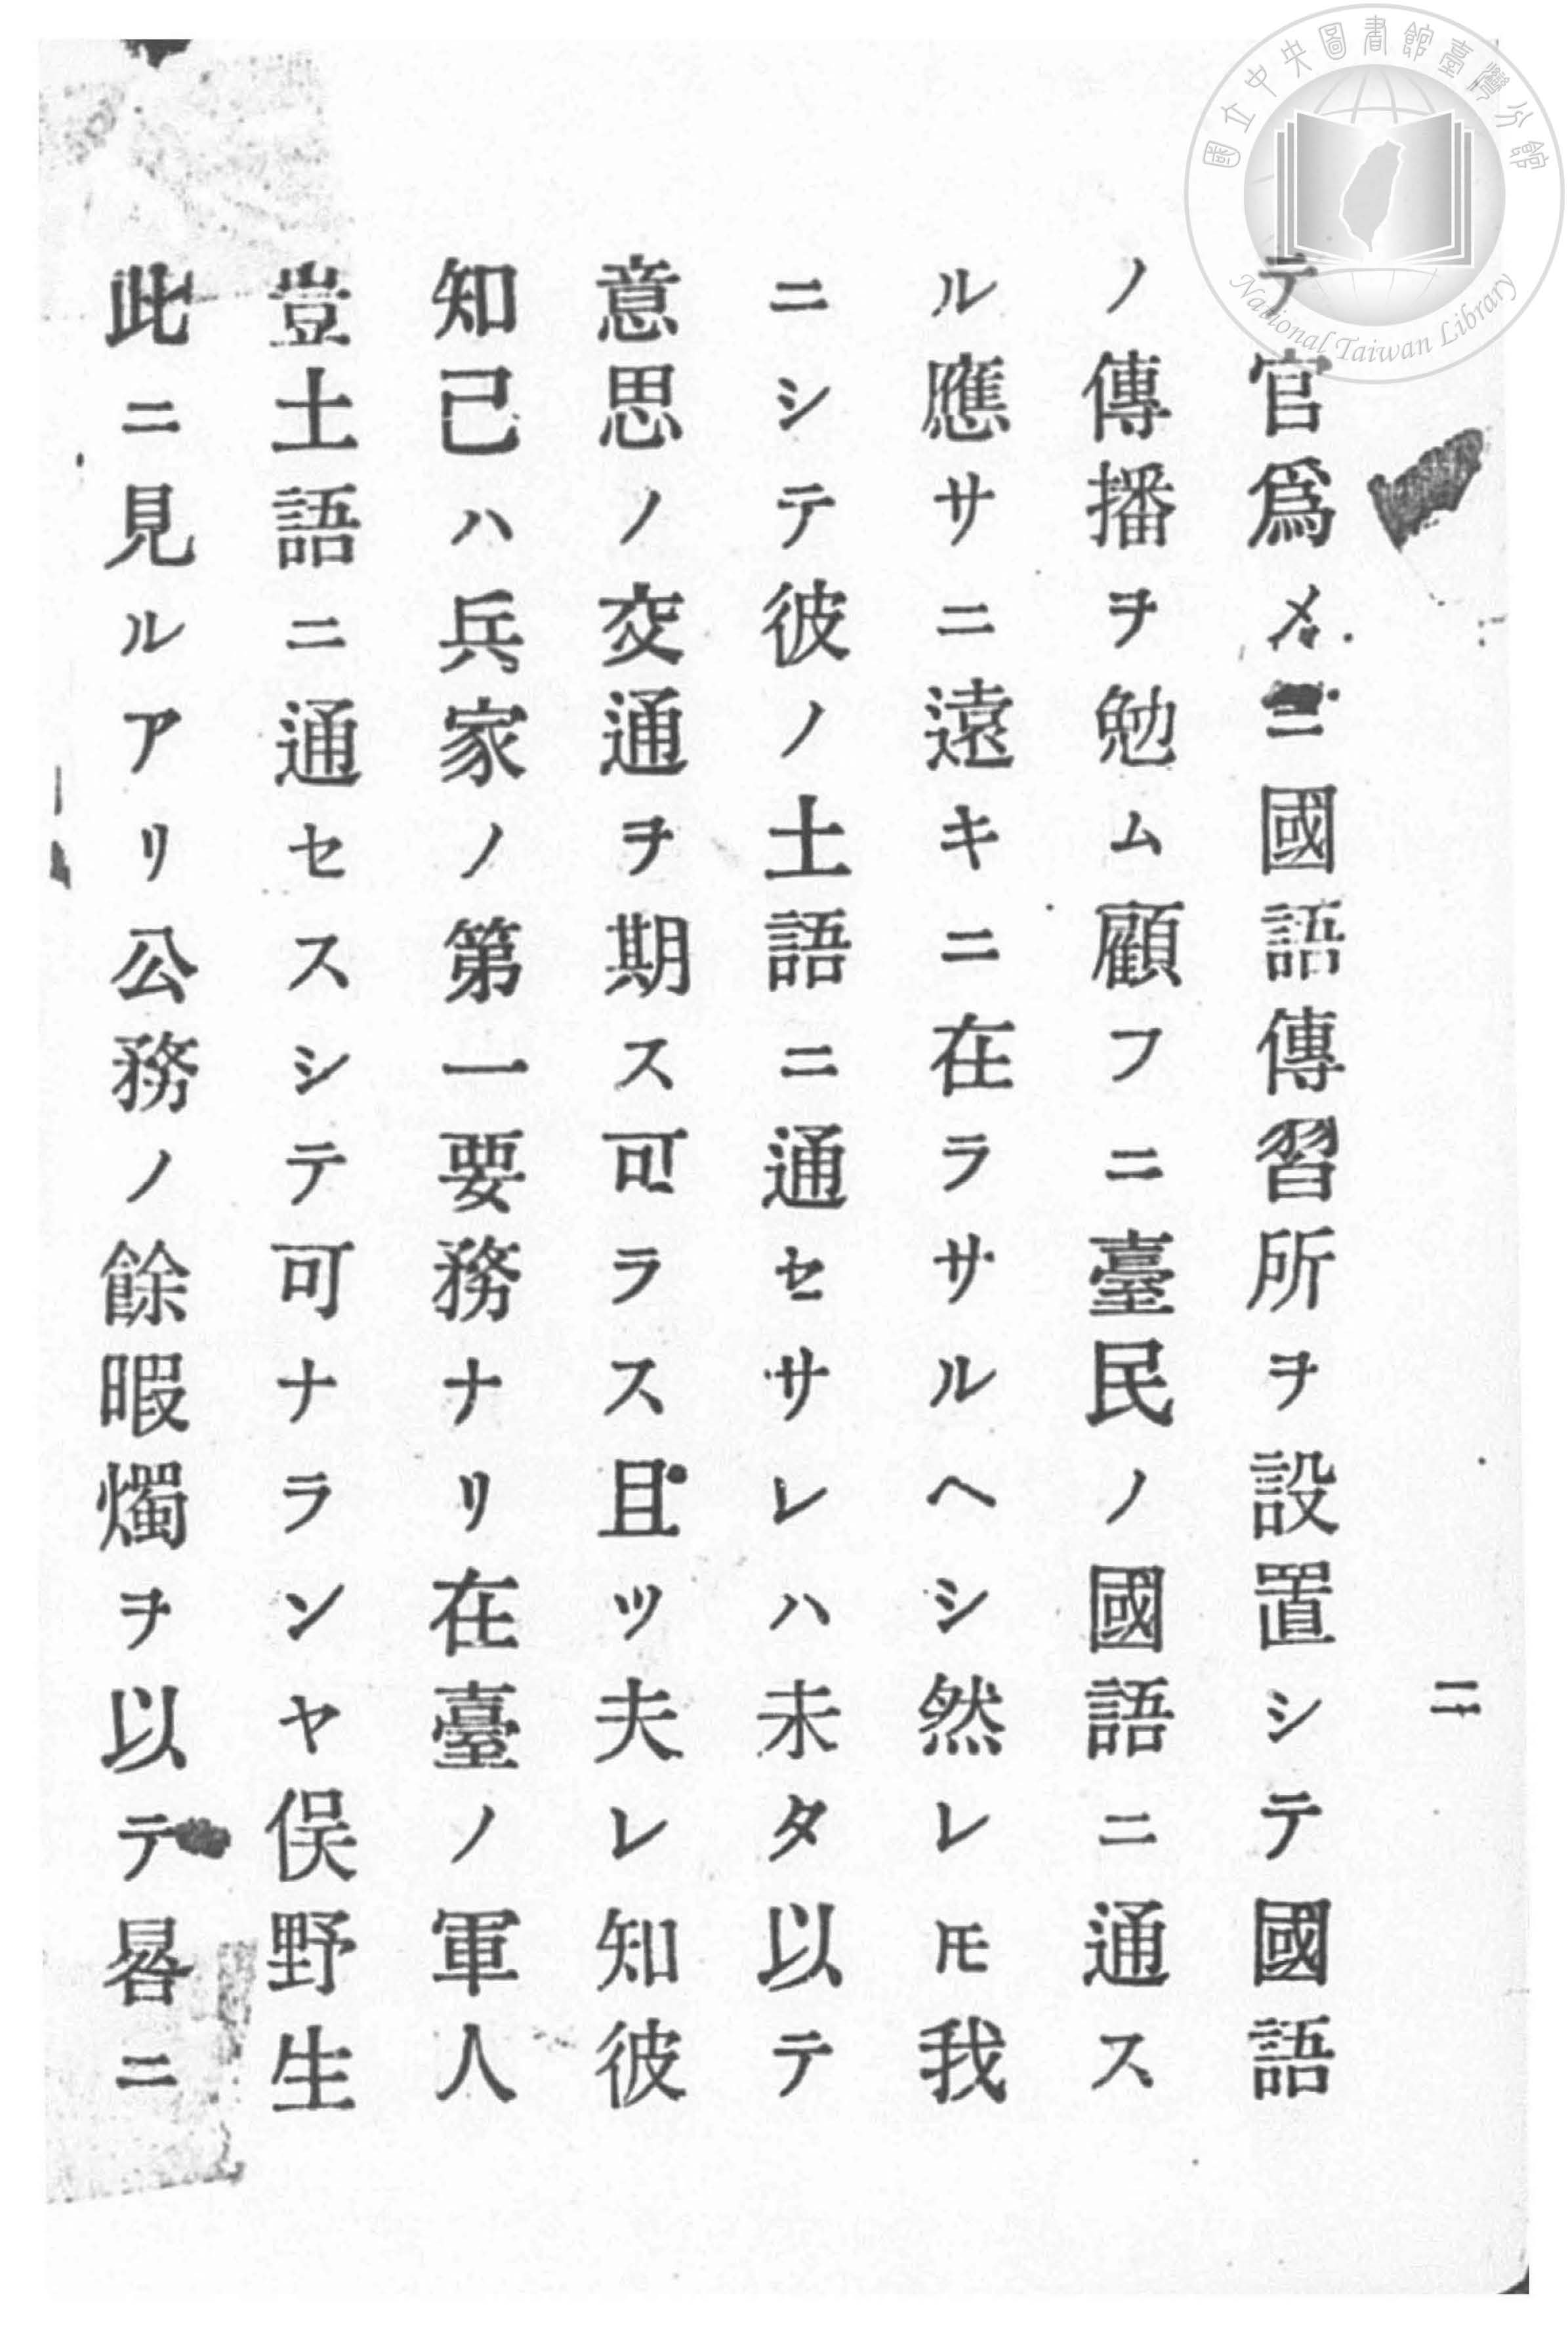 國立中央圖書館臺灣分館
National Taiwan Library
二
テ官爲メニ國語傳習所ヲ設置シテ國語
ノ傳播ヲ勉ム顧フニ臺民ノ國語ニ通ス
ル應サニ遠キニ在ラサルヘシ然レ𪜈我
ニシテ彼ノ土語ニ通セサレハ未タ以テ
意思ノ交通ヲ期ス可ラス且ツ夫レ知彼
知己ハ兵家ノ第一要務ナリ在臺ノ軍人
豈土語ニ通セスシテ可ナランヤ俣野生
此ニ見ルアリ公務ノ餘暇燭ヲ以テ晷ニ